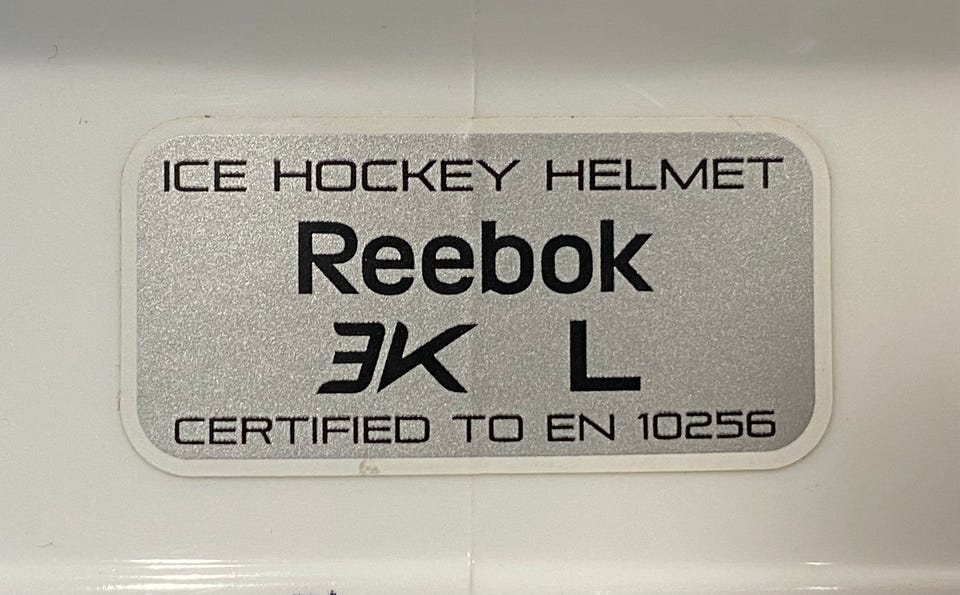 ICE HOCKEY HELMET
Reebok
3K L
CERTIFIED TO EN 10256